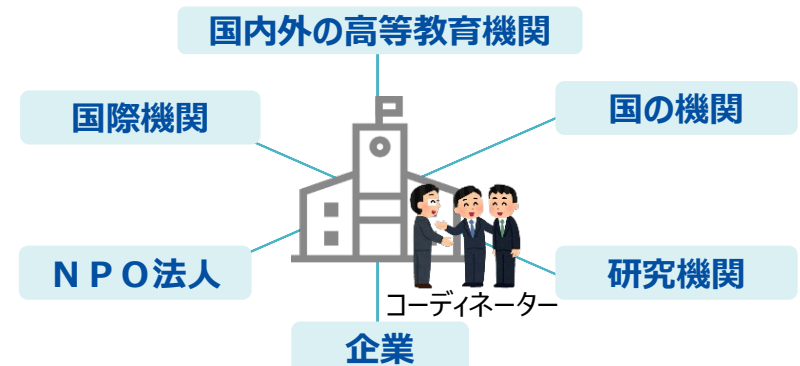 国内外の高等教育機関
国際機関
国の機関
ＮＰＯ法人
研究機関
コーディネーター
企業